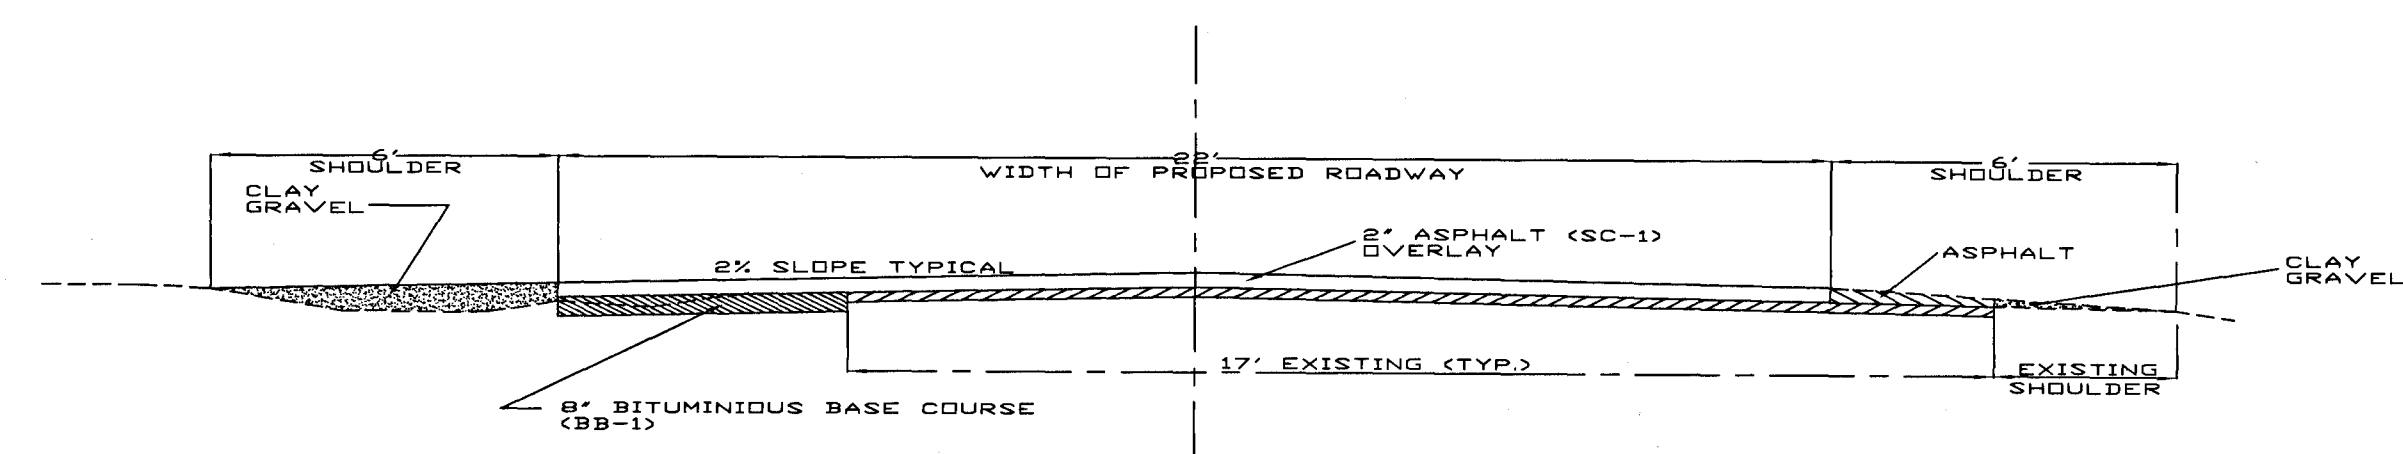 6'
SHOULDER
CLAY
GRAVEL
22'
WIDTH OF PROPOSED ROADWAY
6'
SHOULDER
2" ASPHALT (SC-1)
OVERLAY
ASPHALT
CLAY
GRAVEL
2% SLOPE TYPICAL
17' EXISTING (TYP.)
EXISTING
SHOULDER
8" BITUMINIOUS BASE COURSE
(BB-1)